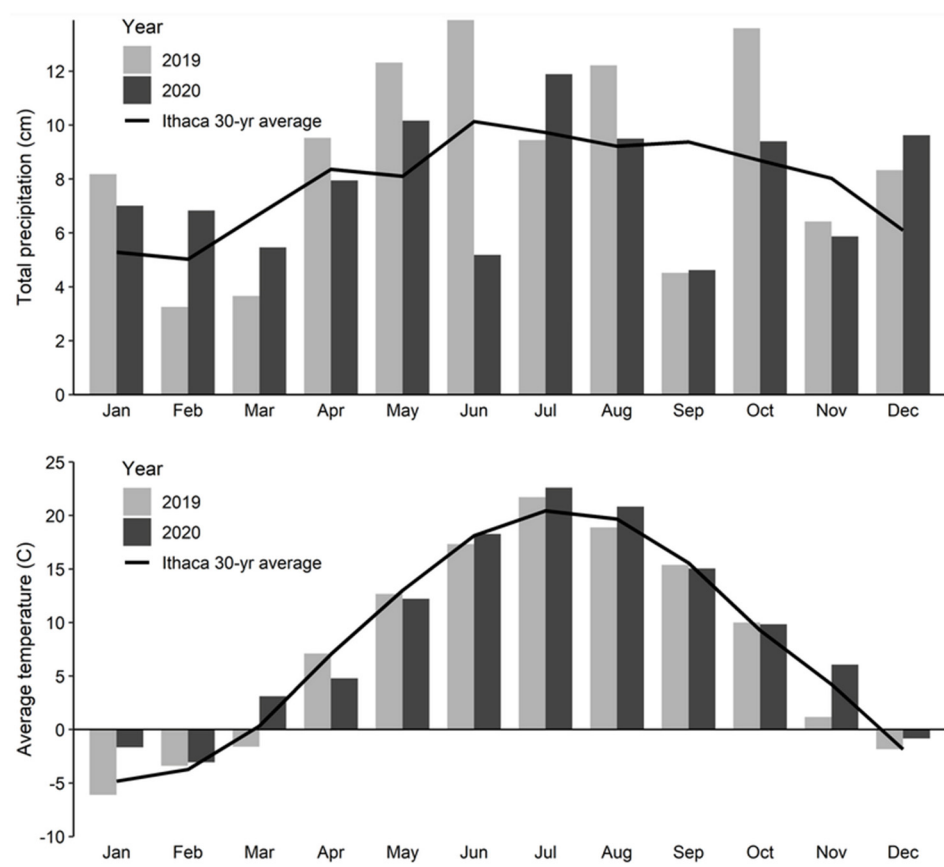 Year
2019
2020
Ithaca 30-yr average
Total precipitation (cm)
12
10
8
6
4
2
0
Jan Feb Mar Apr May Jun Jul Aug Sep Oct Nov Dec
Year
2019
2020
Ithaca 30-yr average
Average temperature (C)
25
20
15
10
5
0
-5
-10
Jan Feb Mar Apr May Jun Jul Aug Sep Oct Nov Dec